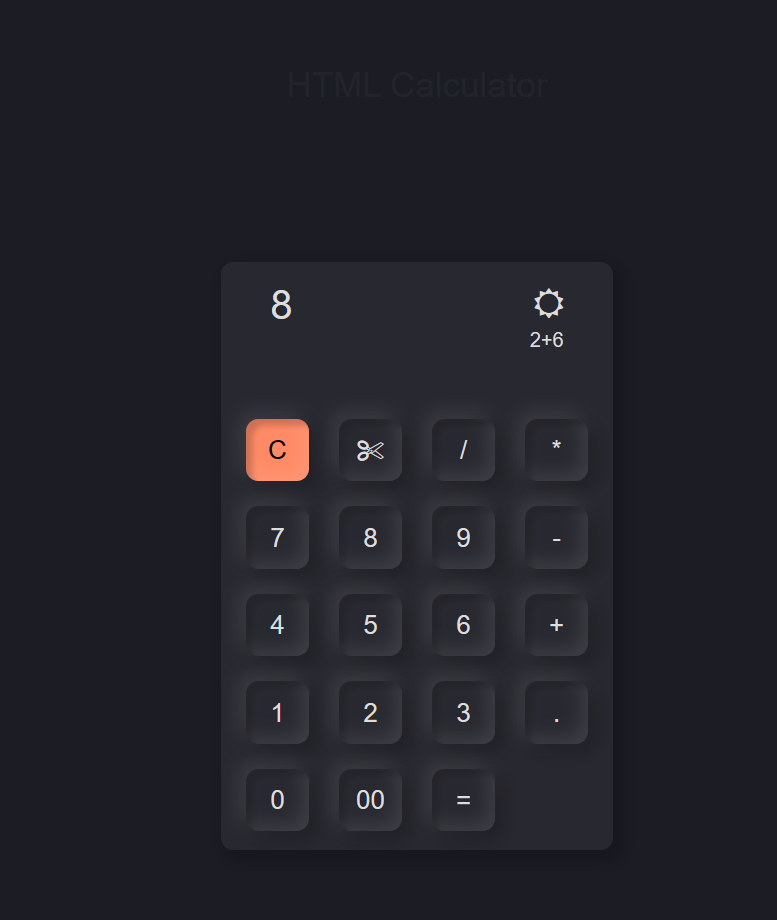 HTML Calculator
8
2+6
C / *
7 8 9 -
4 5 6 +
1 2 3 .
0 00 =